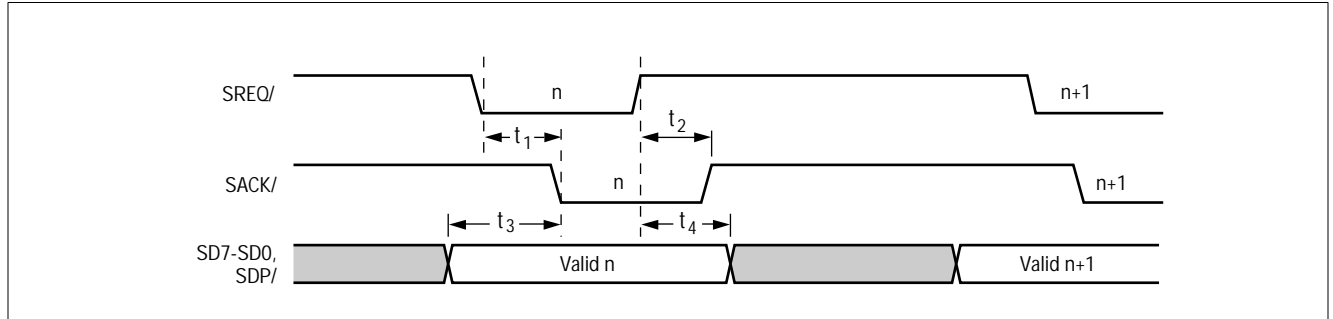 SREQ/
n
n+1
t1
t2
SACK/
n
n+1
t3
t4
SD7-SD0,
SDP/
Valid n
Valid n+1